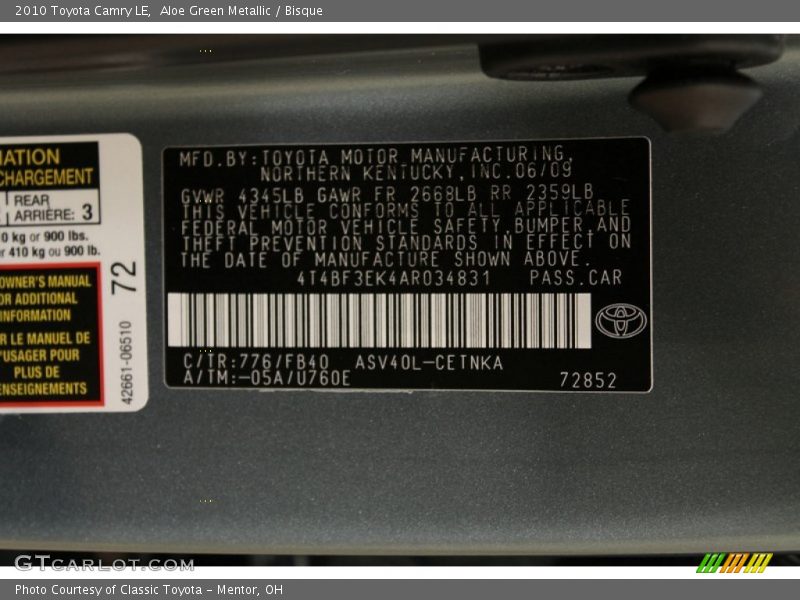 2010 Toyota Camry LE,  Aloe Green Metallic / Bisque
MATION
CHARGEMENT
REAR
ARRIÈRE: 3
0 kg or 900 lbs.
r 410 kg ou 900 lb.
OWNER'S MANUAL
OR ADDITIONAL
INFORMATION
R LE MANUEL DE
'USAGER POUR
PLUS DE
ENSEIGNEMENTS
72
42661-06510
MFD.BY:TOYOTA MOTOR MANUFACTURING,
NORTHERN KENTUCKY,INC.06/09
GVWR 4345LB GAWR FR 2668LB RR 2359LB
THIS VEHICLE CONFORMS TO ALL APPLICABLE
FEDERAL MOTOR VEHICLE SAFETY,BUMPER,AND
THEFT PREVENTION STANDARDS IN EFFECT ON
THE DATE OF MANUFACTURE SHOWN ABOVE.
4T4BF3EK4AR034831 PASS.CAR
C/TR:776/FB40 ASV40L-CETNKA
A/TM:-05A/U760E
72852
GTCARLOT.COM
Photo Courtesy of Classic Toyota - Mentor, OH